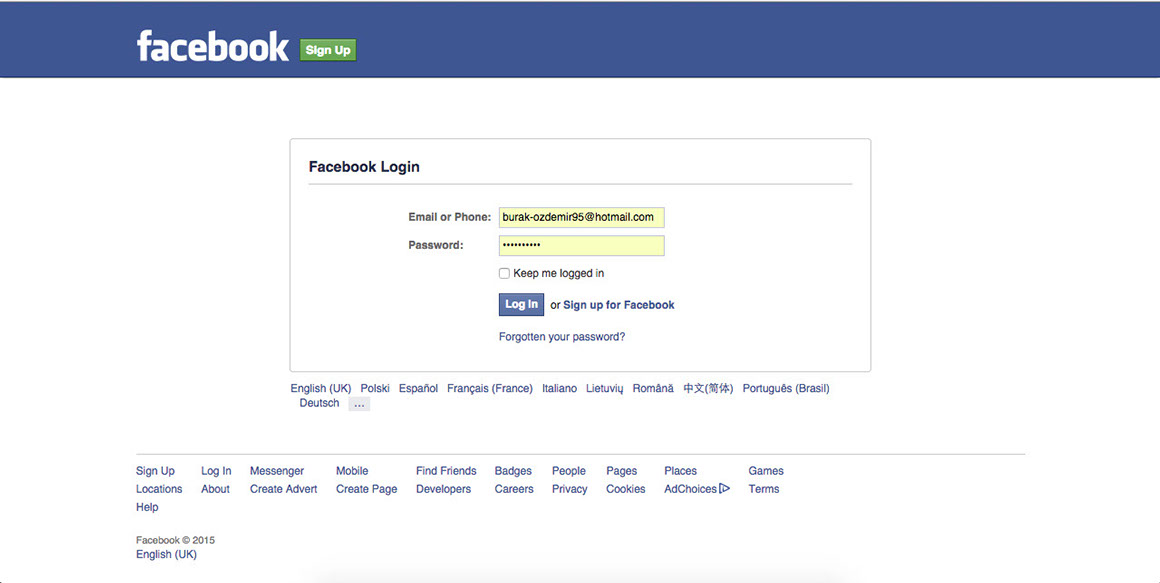 facebook Sign Up
Facebook Login
Email or Phone: burak-ozdemir95@hotmail.com
Password: ••••••••••
Keep me logged in
Log In or Sign up for Facebook
Forgotten your password?
English (UK) Polski Español Français (France) Italiano Lietuvių Română 中文(简体) Português (Brasil)
Deutsch ...
Sign Up Log In Messenger Mobile Find Friends Badges People Pages Places Games
Locations About Create Advert Create Page Developers Careers Privacy Cookies AdChoices Terms
Help
Facebook © 2015
English (UK)